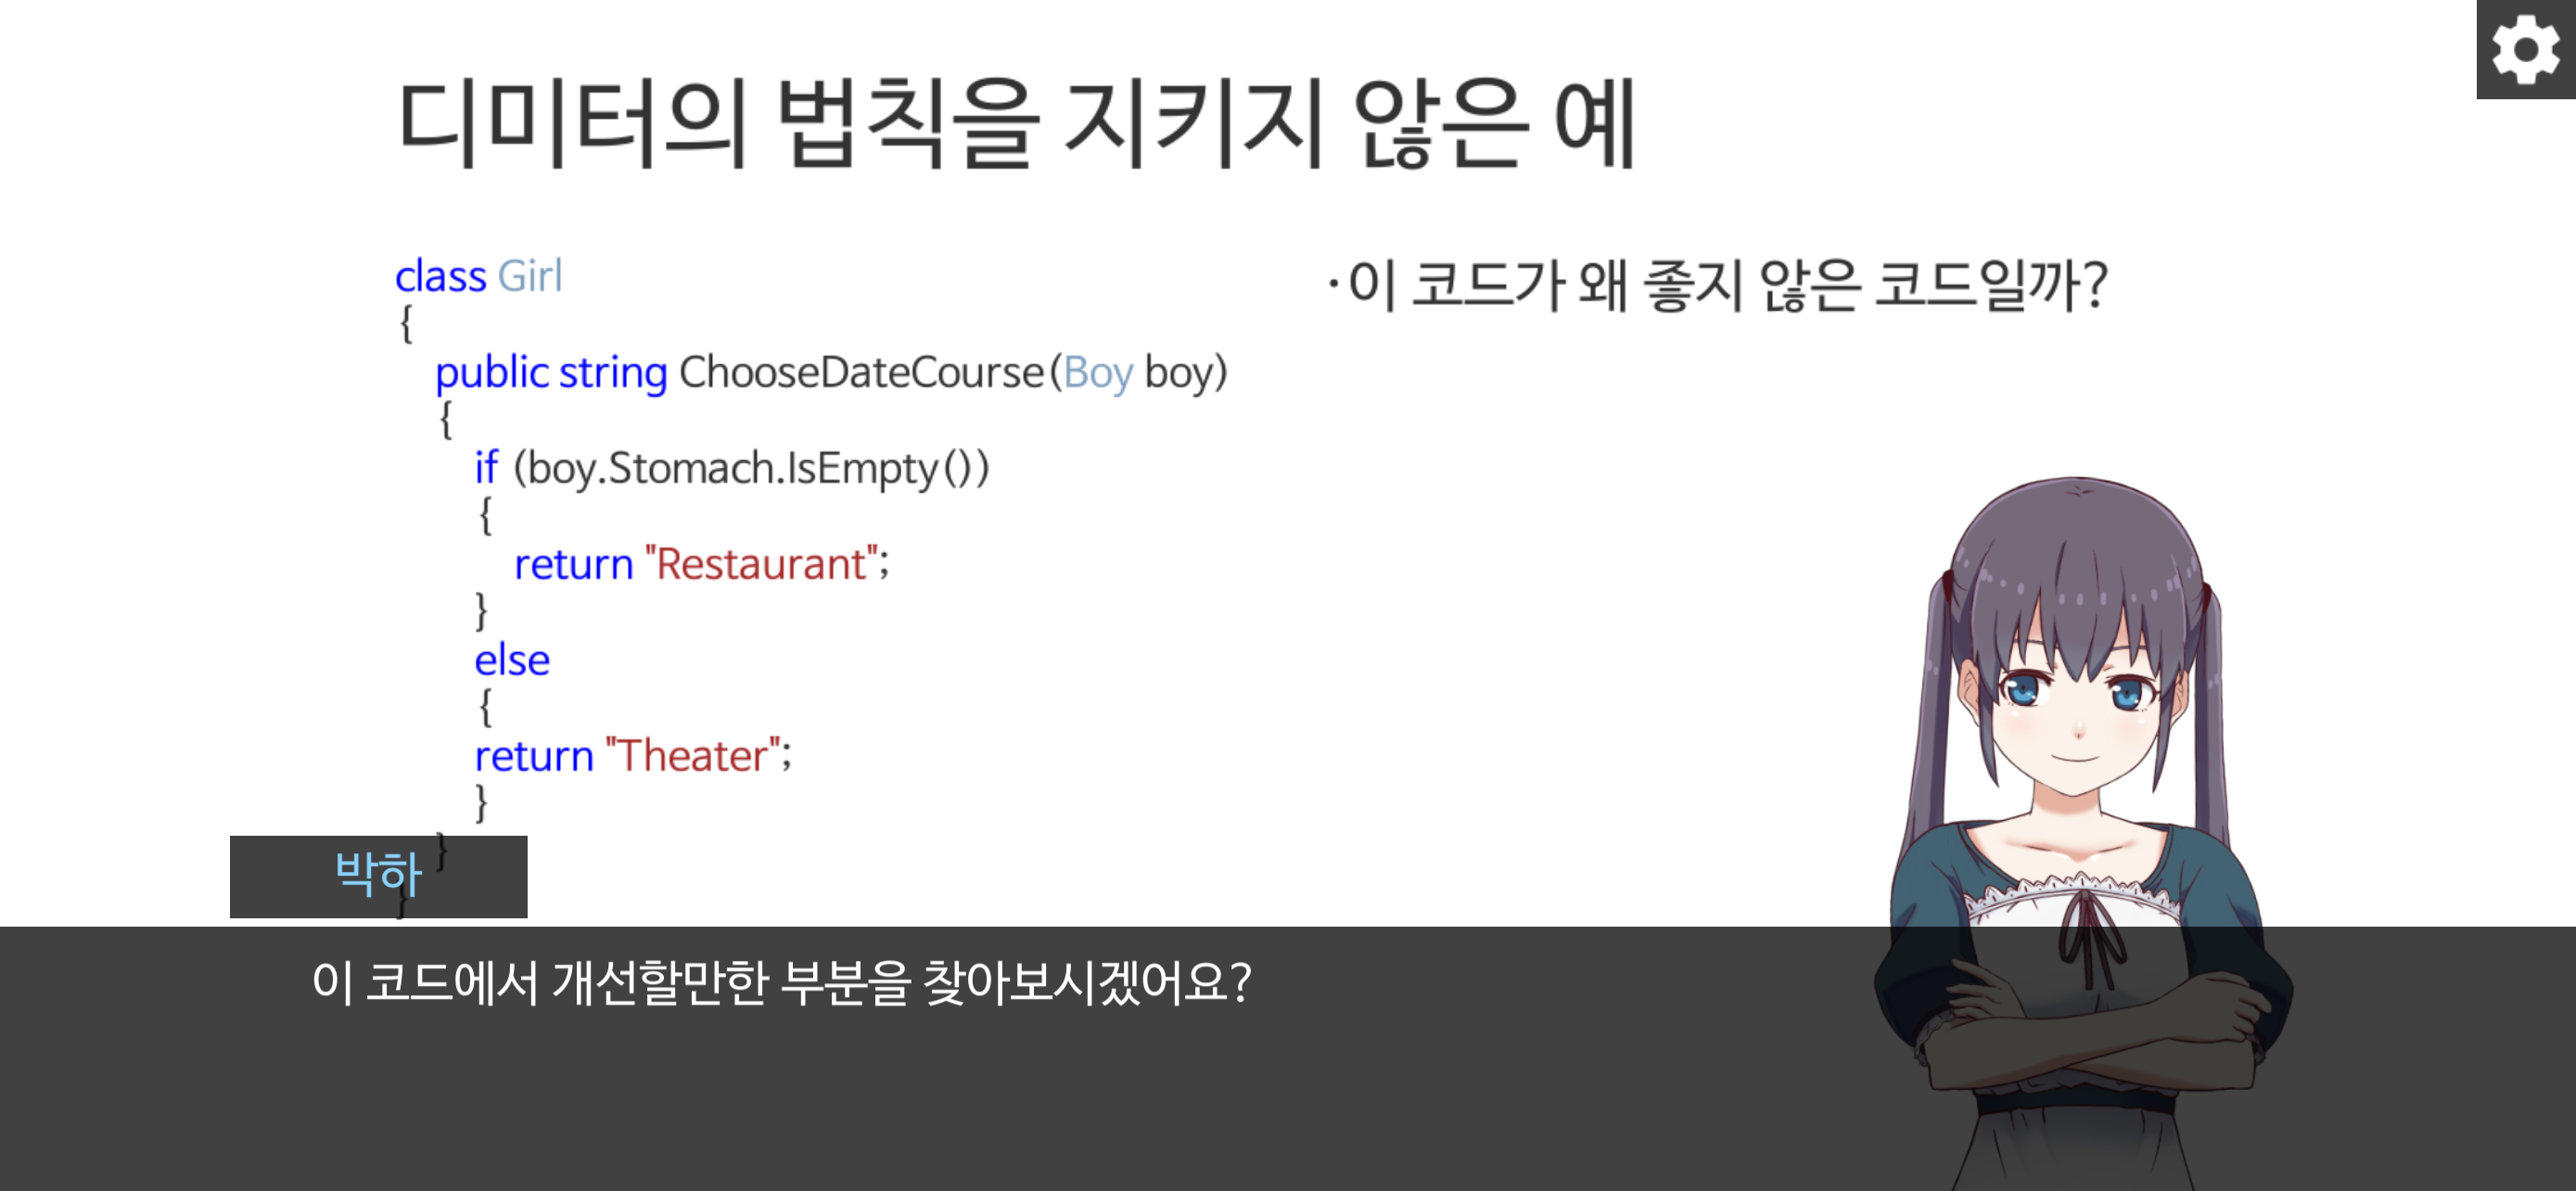 디미터의 법칙을 지키지 않은 예
class Girl
{
public string ChooseDateCourse(Boy boy)
{
if (boy.Stomach.IsEmpty())
{
return "Restaurant";
}
else
{
return "Theater";
}
}
}
·이 코드가 왜 좋지 않은 코드일까?
박하
이 코드에서 개선할만한 부분을 찾아보시겠어요?